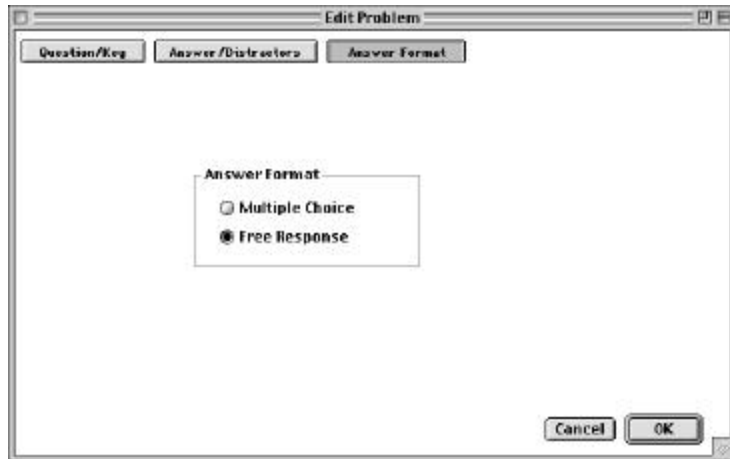 Edit Problem
Question/Key Answer/Distractors Answer Format
Answer Format
Multiple Choice
Free Response
Cancel OK